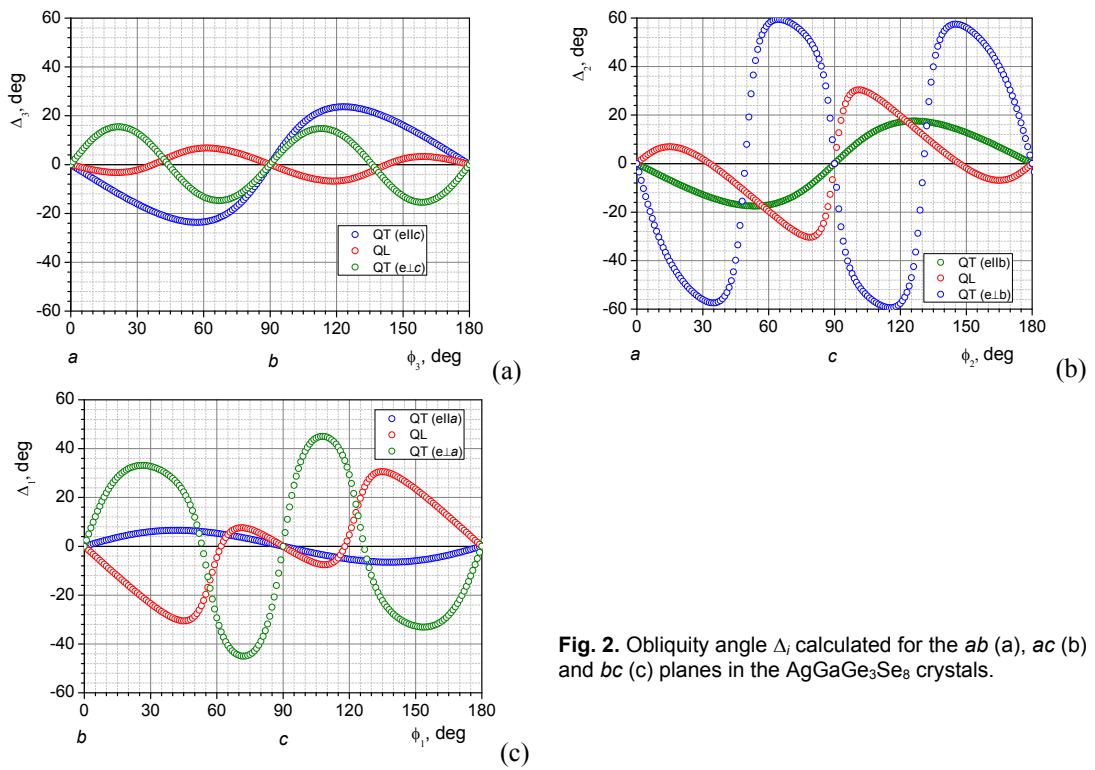 60
40
20
0
-20
-40
-60
Δ₃, deg
QT (ellc)
QL
QT (e⊥c)
0 30 60 90 120 150 180
a b ϕ₃, deg
(a)
60
40
20
0
-20
-40
-60
Δ₂, deg
QT (ellb)
QL
QT (e⊥b)
0 30 60 90 120 150 180
a c ϕ₂, deg
(b)
60
40
20
0
-20
-40
-60
Δ₁, deg
QT (ella)
QL
QT (e⊥a)
0 30 60 90 120 150 180
b c ϕ₁, deg
(c)
Fig. 2. Obliquity angle Δᵢ calculated for the ab (a), ac (b)
and bc (c) planes in the AgGaGe₃Se₈ crystals.